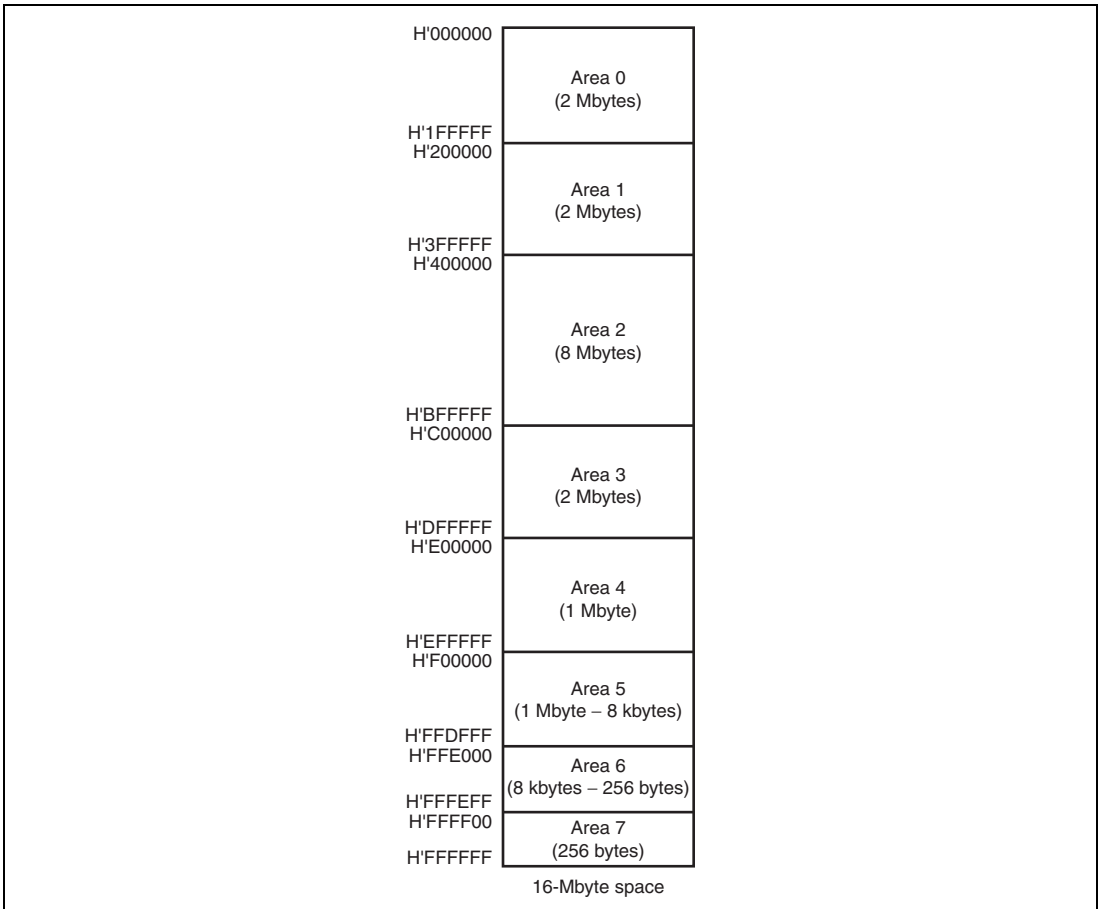 H'000000
Area 0
(2 Mbytes)
H'1FFFFF
H'200000
Area 1
(2 Mbytes)
H'3FFFFF
H'400000
Area 2
(8 Mbytes)
H'BFFFFF
H'C00000
Area 3
(2 Mbytes)
H'DFFFFF
H'E00000
Area 4
(1 Mbyte)
H'EFFFFF
H'F00000
Area 5
(1 Mbyte – 8 kbytes)
H'FFDFFF
H'FFE000
Area 6
(8 kbytes – 256 bytes)
H'FFFEFF
H'FFFF00
Area 7
(256 bytes)
H'FFFFFF
16-Mbyte space